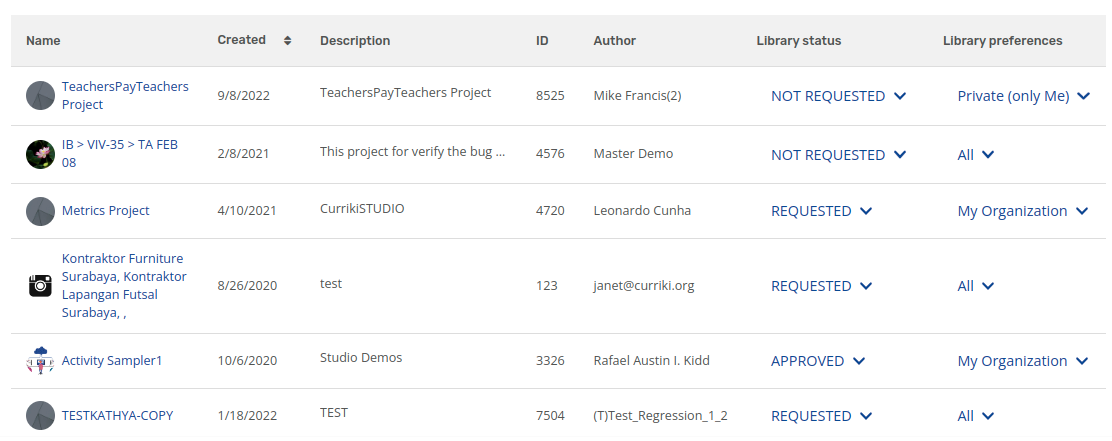 Name Created Description ID Author Library status Library preferences
TeachersPayTeachers
Project
9/8/2022 TeachersPayTeachers Project 8525 Mike Francis(2) NOT REQUESTED Private (only Me)
IB > VIV-35 > TA FEB
08
2/8/2021 This project for verify the bug ... 4576 Master Demo NOT REQUESTED All
Metrics Project 4/10/2021 CurrikiSTUDIO 4720 Leonardo Cunha REQUESTED My Organization
Kontraktor Furniture
Surabaya, Kontraktor
Lapangan Futsal
Surabaya, ,
8/26/2020 test 123 janet@curriki.org REQUESTED All
Activity Sampler1 10/6/2020 Studio Demos 3326 Rafael Austin I. Kidd APPROVED My Organization
TESTKATHYA-COPY 1/18/2022 TEST 7504 (T)Test_Regression_1_2 REQUESTED All